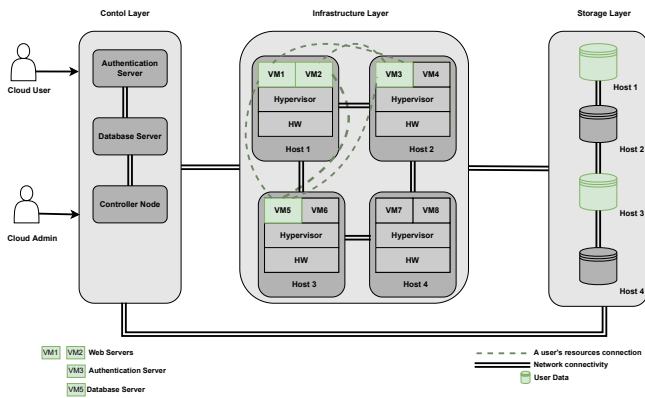 Contol Layer
Infrastructure Layer
Storage Layer
Cloud User
Authentication
Server
Database Server
Controller Node
Cloud Admin
VM1
VM2
Hypervisor
HW
Host 1
VM3
VM4
Hypervisor
HW
Host 2
VM5
VM6
Hypervisor
HW
Host 3
VM7
VM8
Hypervisor
HW
Host 4
Host 1
Host 2
Host 3
Host 4
VM1
VM2
Web Servers
VM3
Authentication Server
VM5
Database Server
A user's resources connection
Network connectivity
User Data